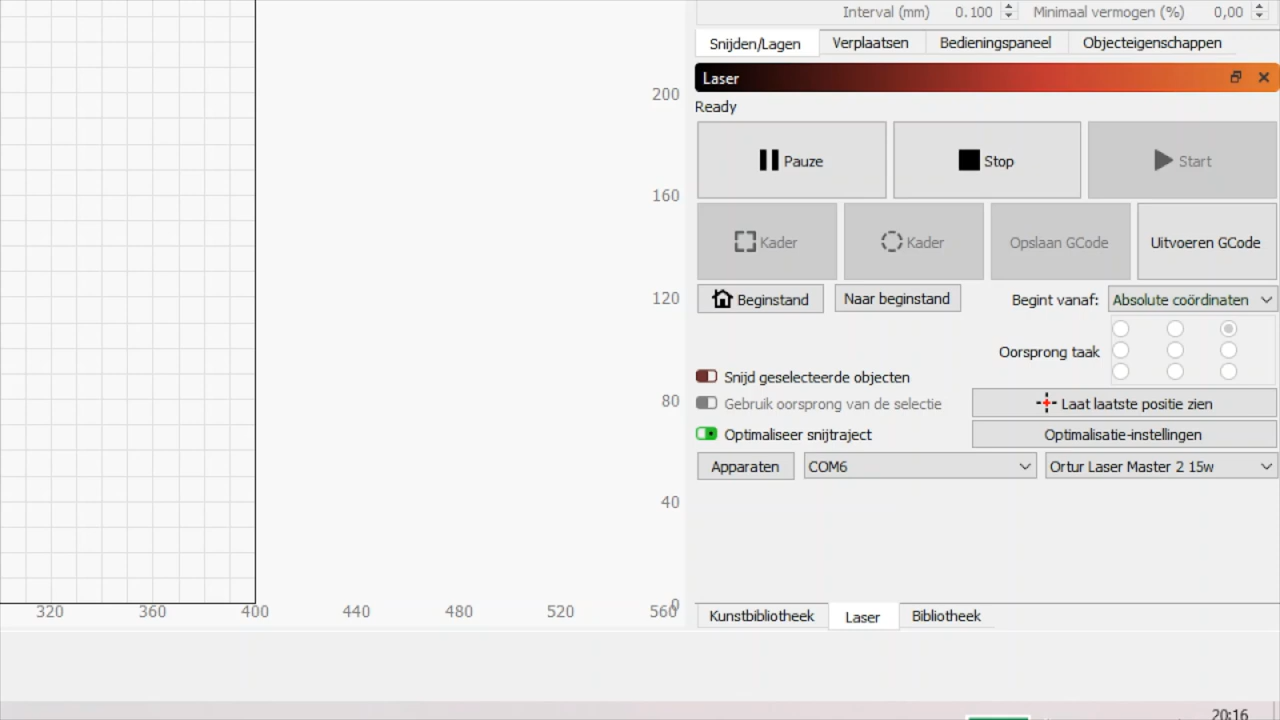 Interval (mm) 0.100 Minimaal vermogen (%) 0,00
Snijden/Lagen Verplaatsen Bedieningspaneel Objecteigenschappen
Laser
Ready
Pauze Stop Start
Kader Kader Opslaan GCode Uitvoeren GCode
Beginstand Naar beginstand Begint vanaf: Absolute coördinaten
Oorsprong taak
Snijd geselecteerde objecten
Gebruik oorsprong van de selectie Laat laatste positie zien
Optimaliseer snijtraject Optimalisatie-instellingen
Apparaten COM6 Ortur Laser Master 2 15w
200
160
120
80
40
0
320 360 400 440 480 520 560
Kunstbibliotheek Laser Bibliotheek
20:16